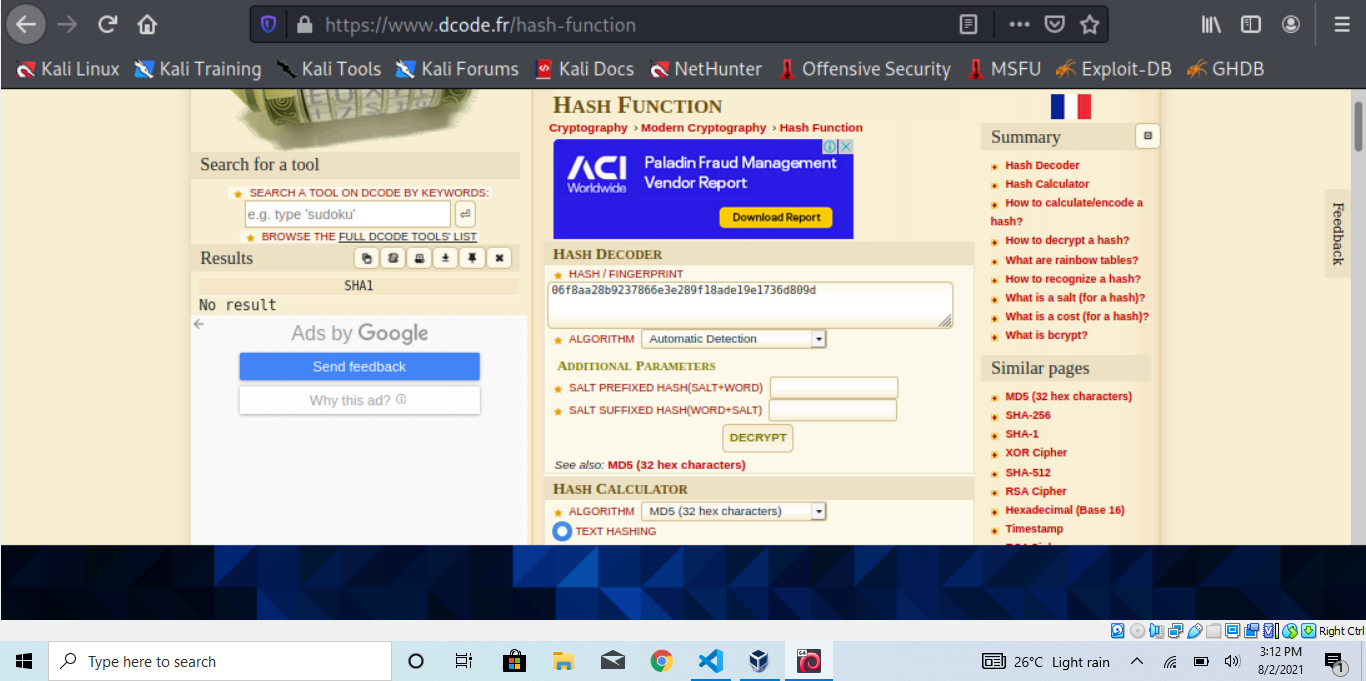 https://www.dcode.fr/hash-function
Kali Linux
Kali Training
Kali Tools
Kali Forums
Kali Docs
NetHunter
Offensive Security
MSFU
Exploit-DB
GHDB
Search for a tool
SEARCH A TOOL ON DCODE BY KEYWORDS:
e.g. type 'sudoku'
BROWSE THE FULL DCODE TOOLS' LIST
Results
SHA1
No result
Ads by Google
Send feedback
Why this ad?
HASH FUNCTION
Cryptography › Modern Cryptography › Hash Function
ACI
Worldwide
Paladin Fraud Management
Vendor Report
Download Report
HASH DECODER
HASH / FINGERPRINT
06f8aa28b9237866e3e289f18ade19e1736d809d
ALGORITHM Automatic Detection
ADDITIONAL PARAMETERS
SALT PREFIXED HASH(SALT+WORD)
SALT SUFFIXED HASH(WORD+SALT)
DECRYPT
See also: MD5 (32 hex characters)
HASH CALCULATOR
ALGORITHM MD5 (32 hex characters)
TEXT HASHING
Summary
Hash Decoder
Hash Calculator
How to calculate/encode a
hash?
How to decrypt a hash?
What are rainbow tables?
How to recognize a hash?
What is a salt (for a hash)?
What is a cost (for a hash)?
What is bcrypt?
Similar pages
MD5 (32 hex characters)
SHA-256
SHA-1
XOR Cipher
SHA-512
RSA Cipher
Hexadecimal (Base 16)
Timestamp
Feedback
Right Ctrl
Type here to search
64
26°C Light rain
3:12 PM
8/2/2021
1